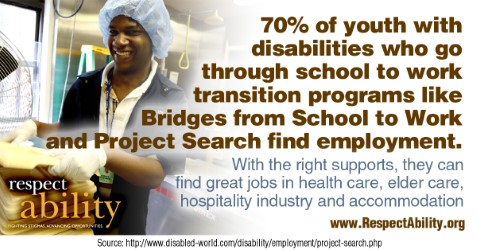 70% of youth with
disabilities who go
through school to work
transition programs like
Bridges from School to Work
and Project Search find employment.
With the right supports, they can
find great jobs in health care, elder care,
hospitality industry and accommodation
respect
ability
FIGHTING STIGMAS. ADVANCING OPPORTUNITIES.
www.RespectAbility.org
Source: http://www.disabled-world.com/disability/employment/project-search.php